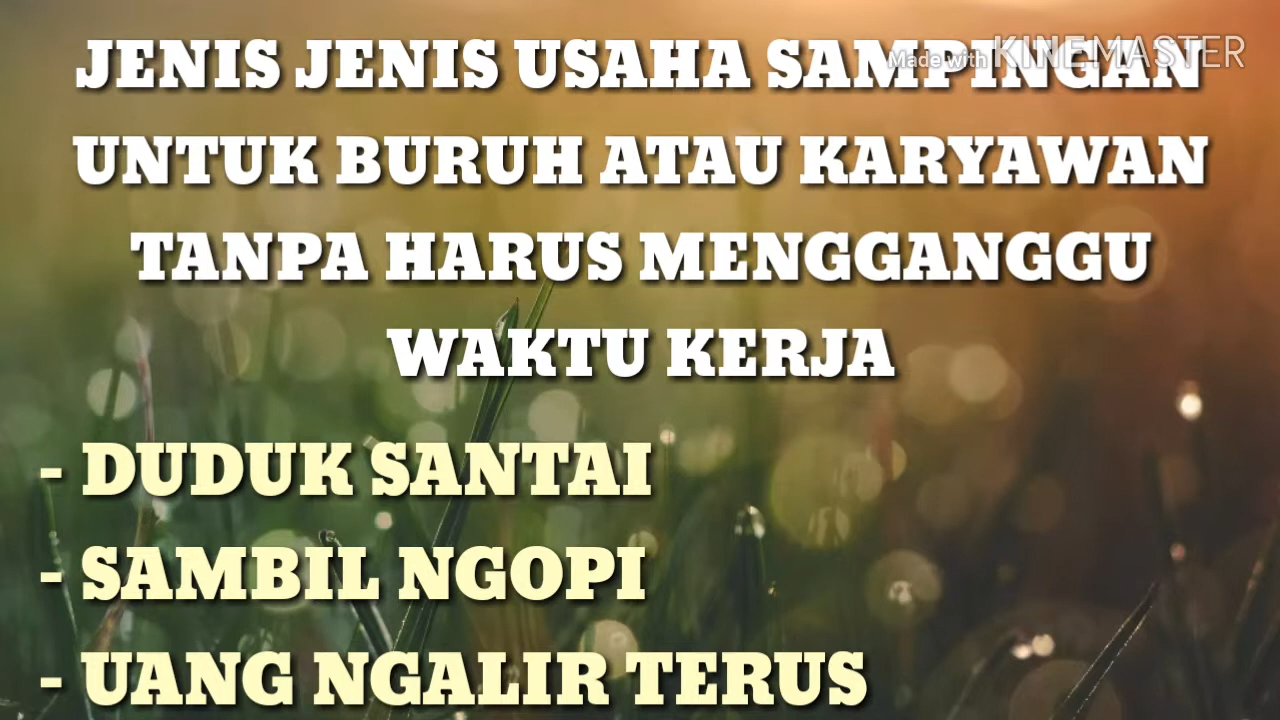 JENIS JENIS USAHA SAMPINGAN
Made with KINEMASTER
UNTUK BURUH ATAU KARYAWAN
TANPA HARUS MENGGANGGU
WAKTU KERJA
- DUDUK SANTAI
- SAMBIL NGOPI
- UANG NGALIR TERUS